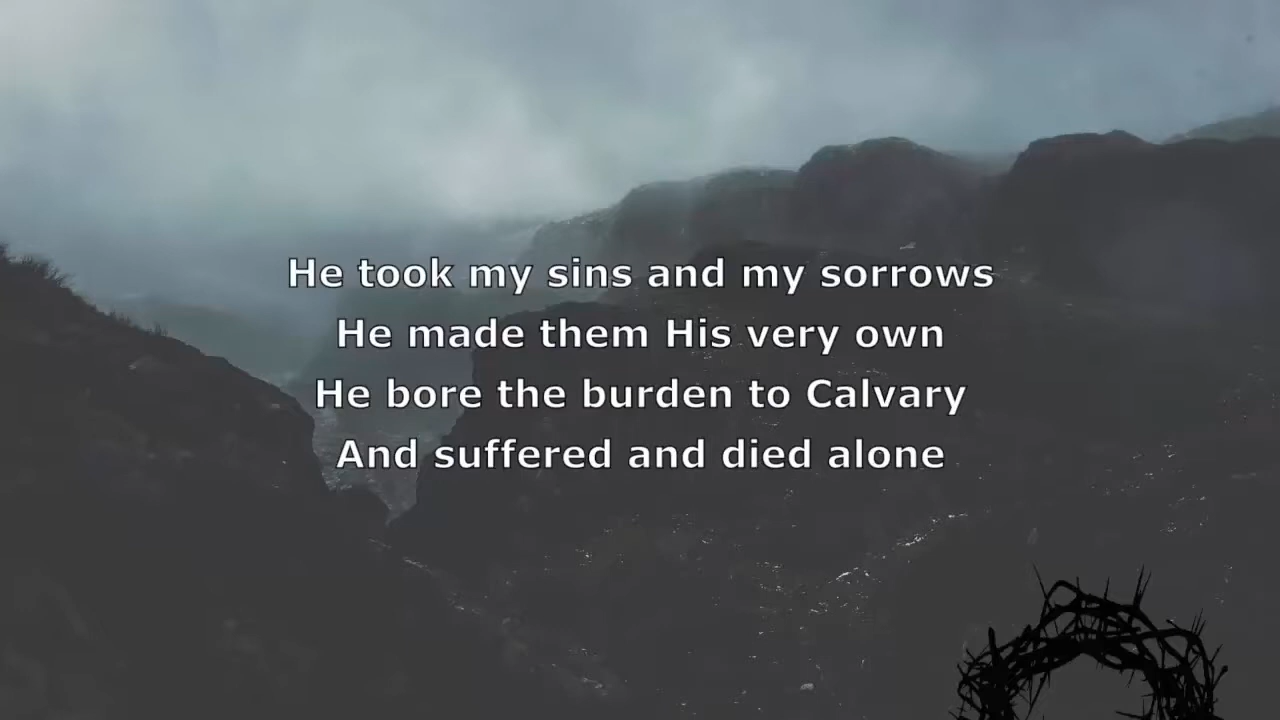 He took my sins and my sorrows
He made them His very own
He bore the burden to Calvary
And suffered and died alone